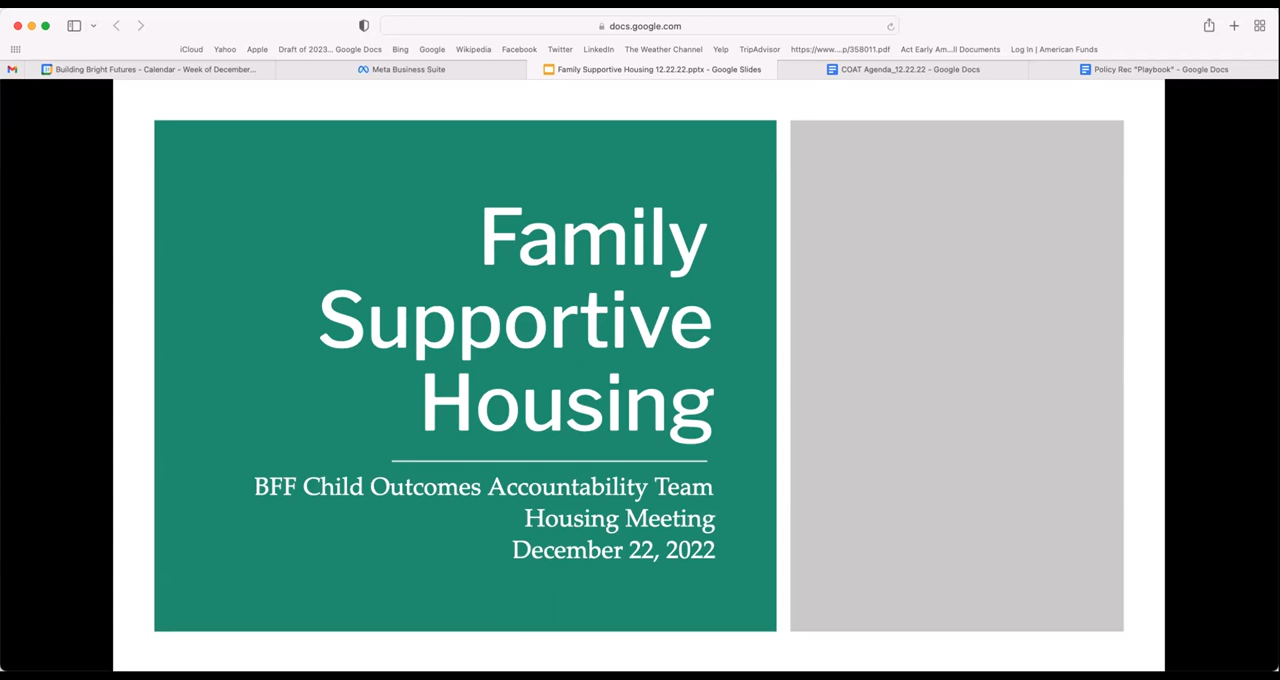 docs.google.com
iCloud Yahoo Apple Draft of 2023... Google Docs Bing Google Wikipedia Facebook Twitter LinkedIn The Weather Channel Yelp TripAdvisor https://www....p/358011.pdf Act Early Am...ll Documents Log In | American Funds
Building Bright Futures - Calendar - Week of December... Meta Business Suite Family Supportive Housing 12.22.22.pptx - Google Slides COAT Agenda_12.22.22 - Google Docs Policy Rec "Playbook" - Google Docs
Family
Supportive
Housing
BFF Child Outcomes Accountability Team
Housing Meeting
December 22, 2022